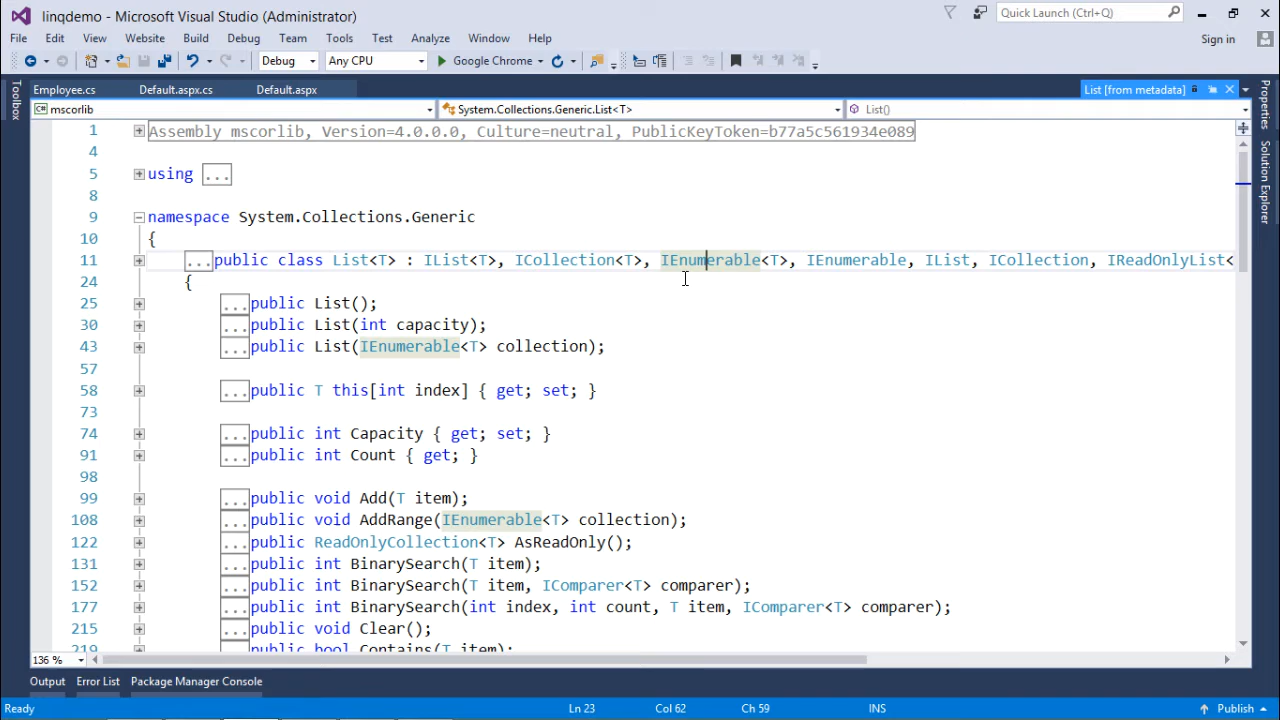 linqdemo - Microsoft Visual Studio (Administrator)
Quick Launch (Ctrl+Q)
File Edit View Website Build Debug Team Tools Test Analyze Window Help
Sign in
Debug Any CPU Google Chrome
Toolbox
Employee.cs Default.aspx.cs Default.aspx List [from metadata]
Properties
Solution Explorer
mscorlib System.Collections.Generic.List<T> List()
1 Assembly mscorlib, Version=4.0.0.0, Culture=neutral, PublicKeyToken=b77a5c561934e089
4
5 using ...
8
9 namespace System.Collections.Generic
10 {
11 ...public class List<T> : IList<T>, ICollection<T>, IEnumerable<T>, IEnumerable, IList, ICollection, IReadOnlyList<
24 {
25 ...public List();
30 ...public List(int capacity);
43 ...public List(IEnumerable<T> collection);
57
58 ...public T this[int index] { get; set; }
73
74 ...public int Capacity { get; set; }
91 ...public int Count { get; }
98
99 ...public void Add(T item);
108 ...public void AddRange(IEnumerable<T> collection);
122 ...public ReadOnlyCollection<T> AsReadOnly();
131 ...public int BinarySearch(T item);
152 ...public int BinarySearch(T item, IComparer<T> comparer);
177 ...public int BinarySearch(int index, int count, T item, IComparer<T> comparer);
215 ...public void Clear();
219 ...public bool Contains(T item);
136 %
Output Error List Package Manager Console
Ready Ln 23 Col 62 Ch 59 INS Publish